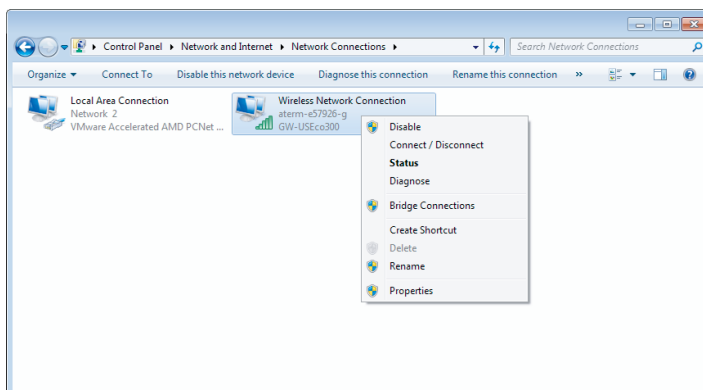 Control Panel Network and Internet Network Connections Search Network Connections
Organize Connect To Disable this network device Diagnose this connection Rename this connection »
Local Area Connection
Network 2
VMware Accelerated AMD PCNet ...
Wireless Network Connection
aterm-e57926-g
GW-USEco300
Disable
Connect / Disconnect
Status
Diagnose
Bridge Connections
Create Shortcut
Delete
Rename
Properties